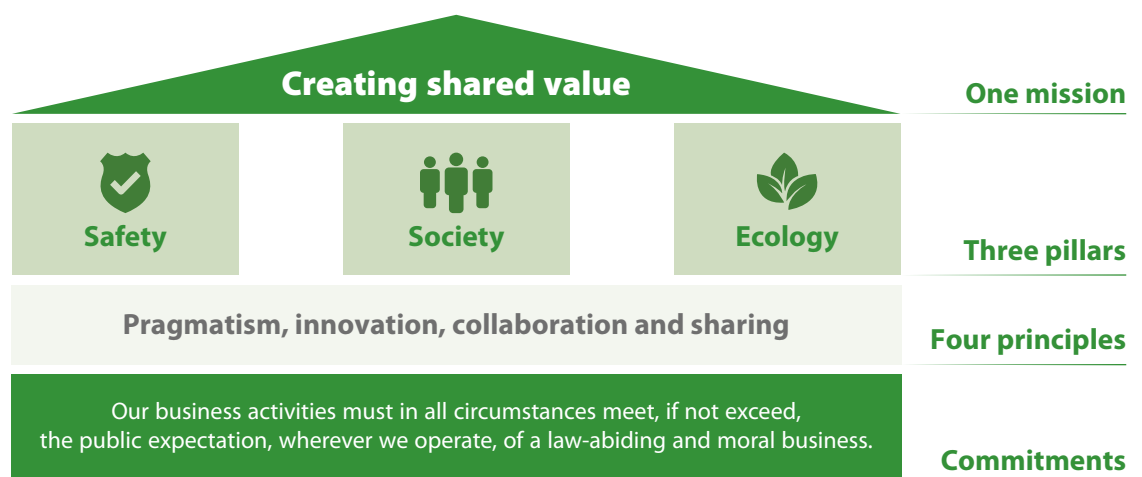 Creating shared value
One mission
Safety
Society
Ecology
Three pillars
Pragmatism, innovation, collaboration and sharing
Four principles
Our business activities must in all circumstances meet, if not exceed,
the public expectation, wherever we operate, of a law-abiding and moral business.
Commitments